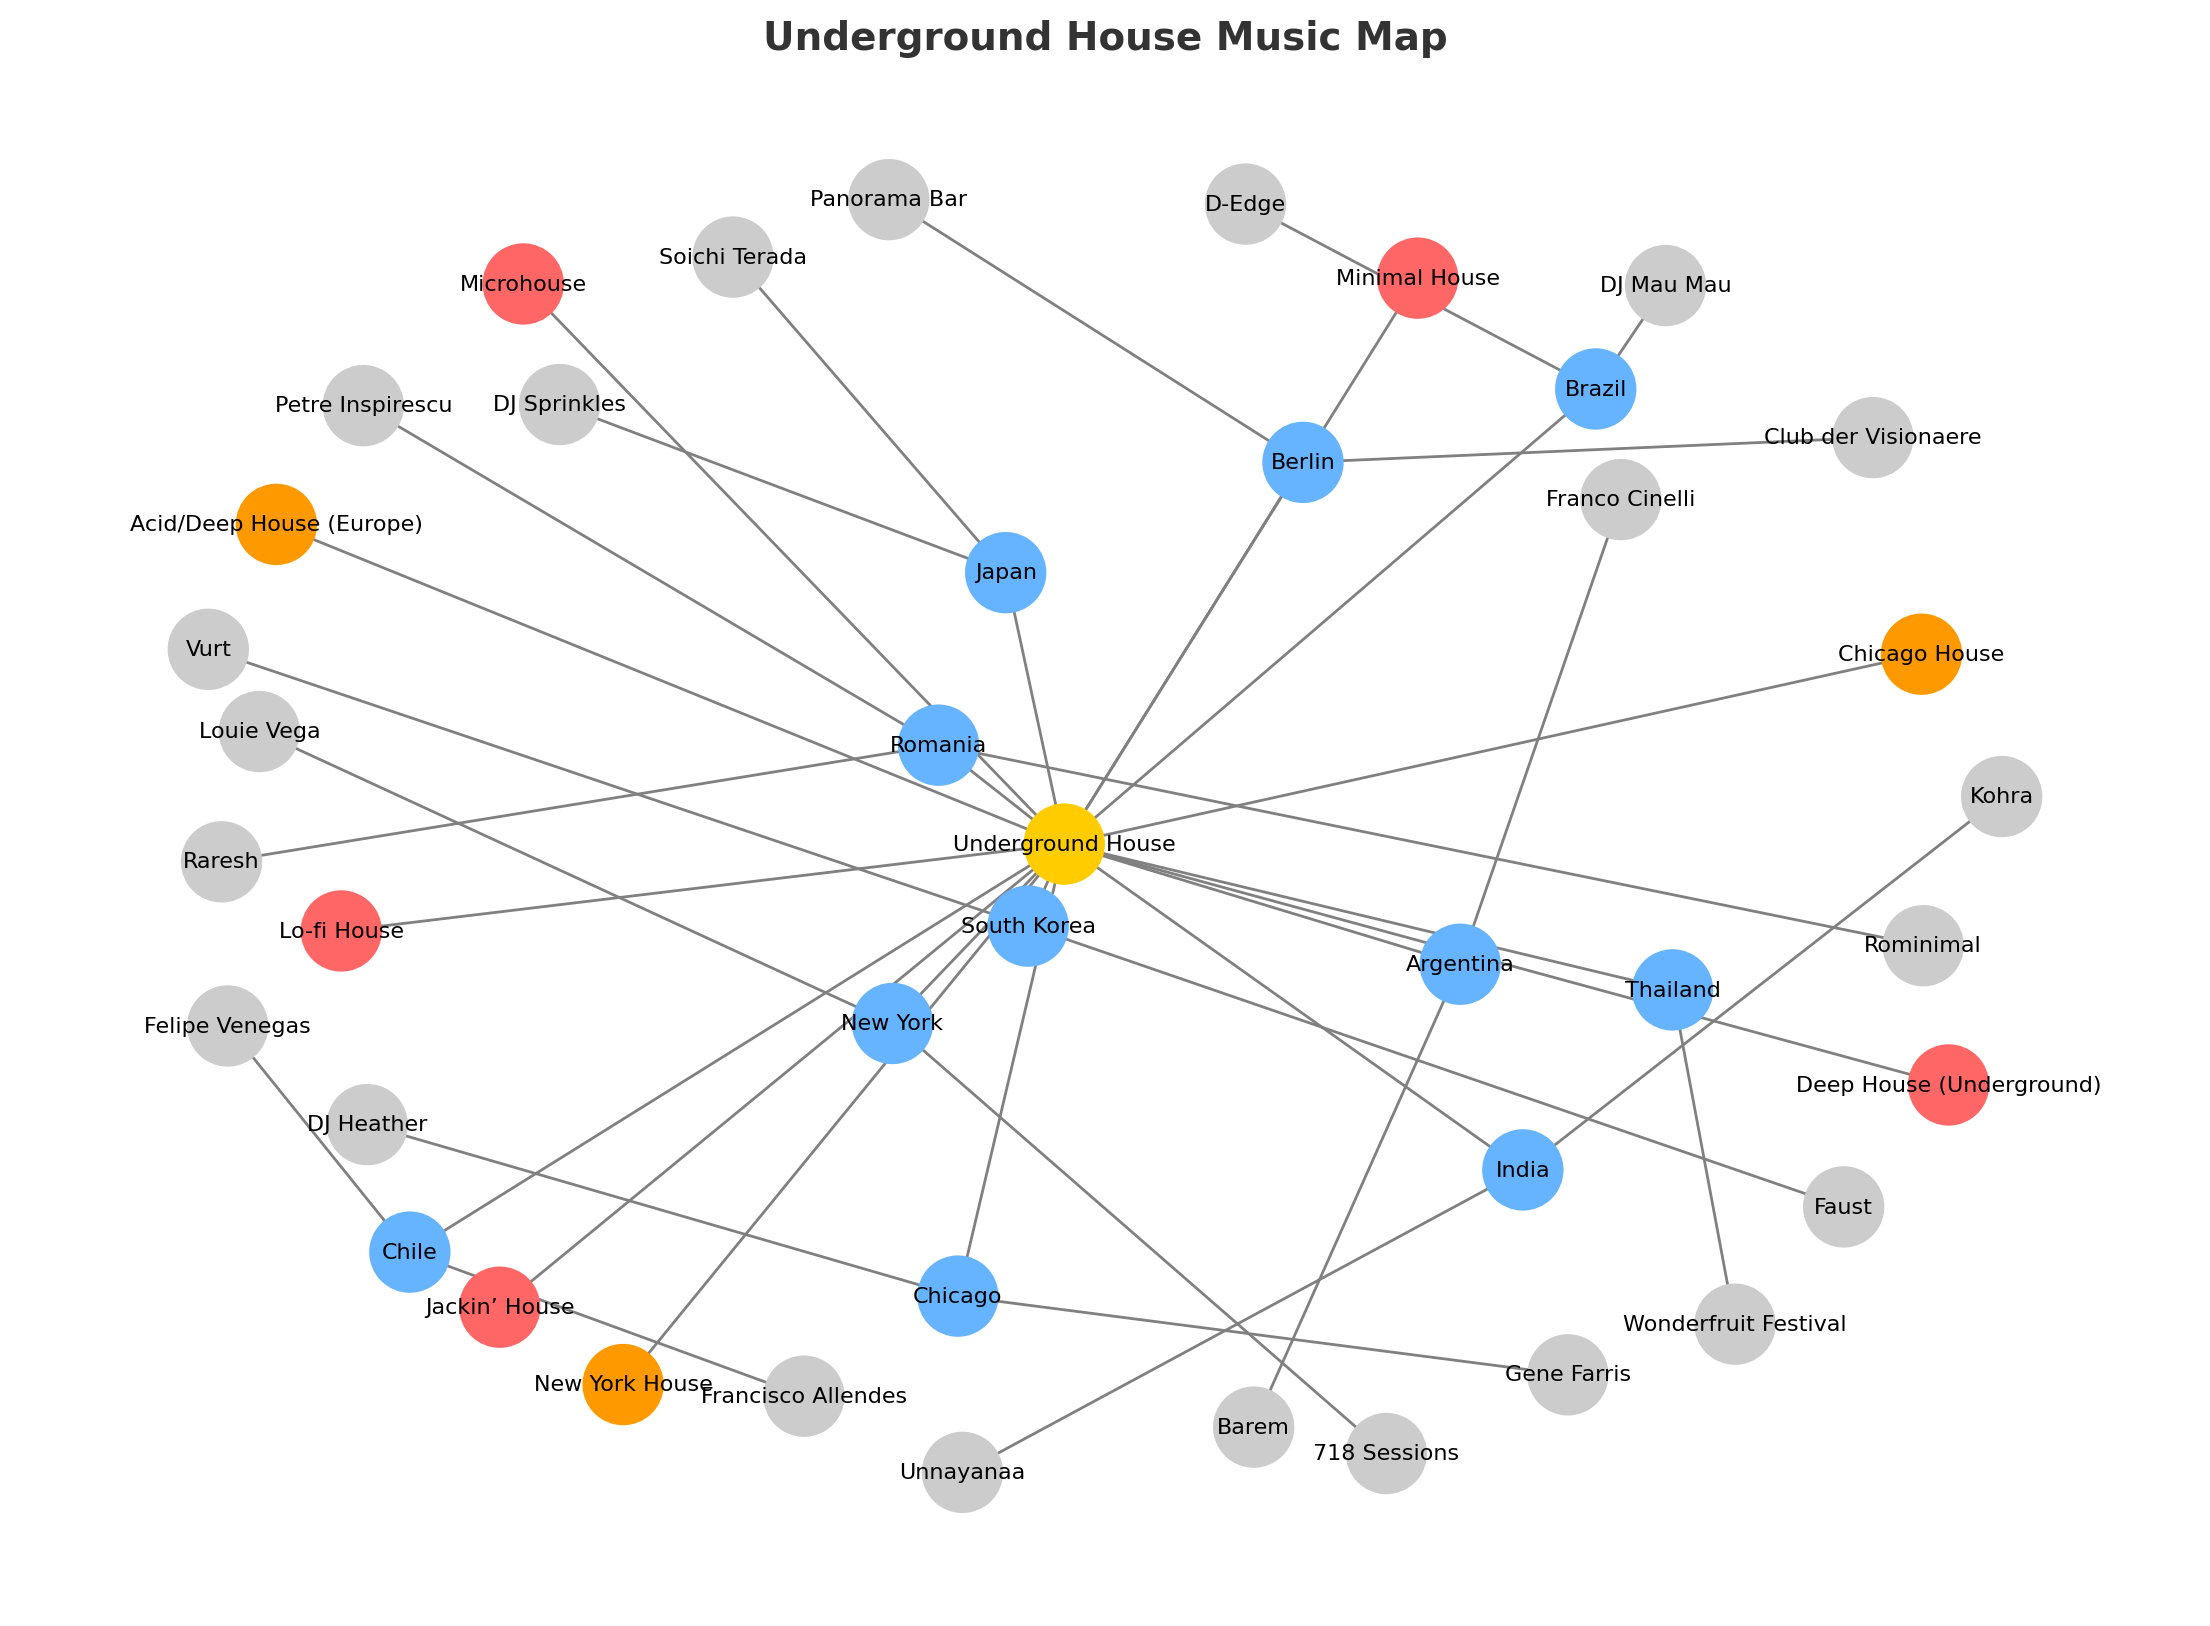 Underground House Music Map
Panorama Bar
D-Edge
Soichi Terada
Microhouse
Minimal House
DJ Mau Mau
Brazil
Petre Inspirescu
DJ Sprinkles
Club der Visionaere
Berlin
Franco Cinelli
Acid/Deep House (Europe)
Japan
Vurt
Chicago House
Louie Vega
Romania
Kohra
Underground House
Raresh
Lo-fi House
South Korea
Rominimal
Argentina
Thailand
Felipe Venegas
New York
Deep House (Underground)
DJ Heather
India
Faust
Chile
Chicago
Jackin’ House
Wonderfruit Festival
Gene Farris
New York House
Francisco Allendes
Barem
718 Sessions
Unnayanaa